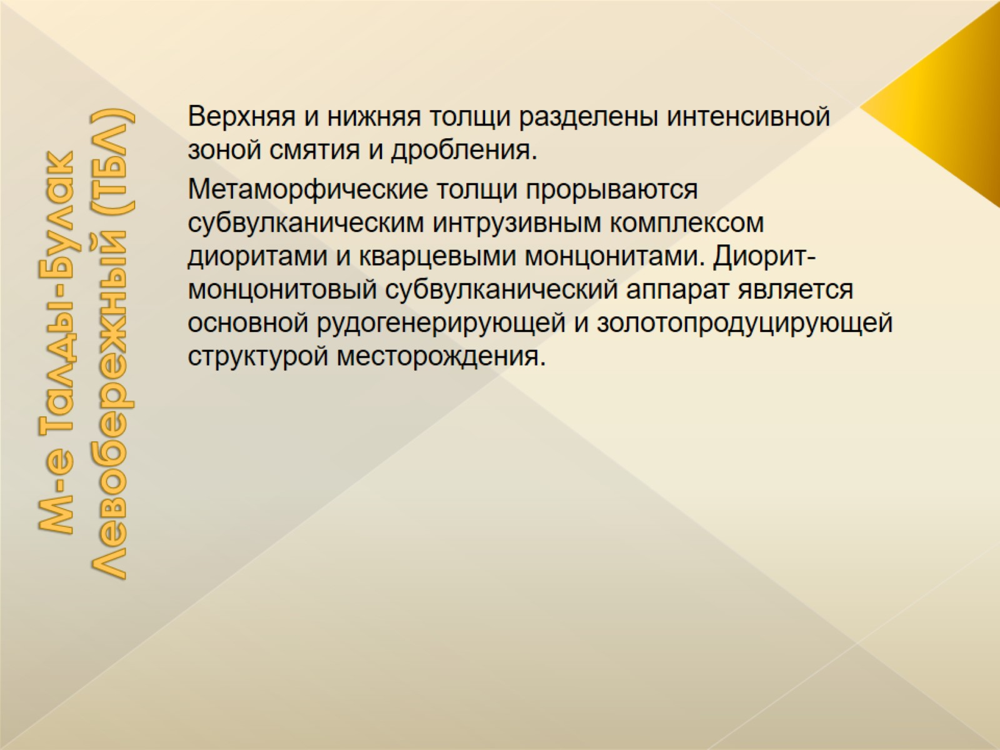 М-е Талды-Булак
Левобережный (ТБЛ)
Верхняя и нижняя толщи разделены интенсивной
зоной смятия и дробления.
Метаморфические толщи прорываются
субвулканическим интрузивным комплексом
диоритами и кварцевыми монцонитами. Диорит-
монцонитовый субвулканический аппарат является
основной рудогенерирующей и золотопродуцирующей
структурой месторождения.